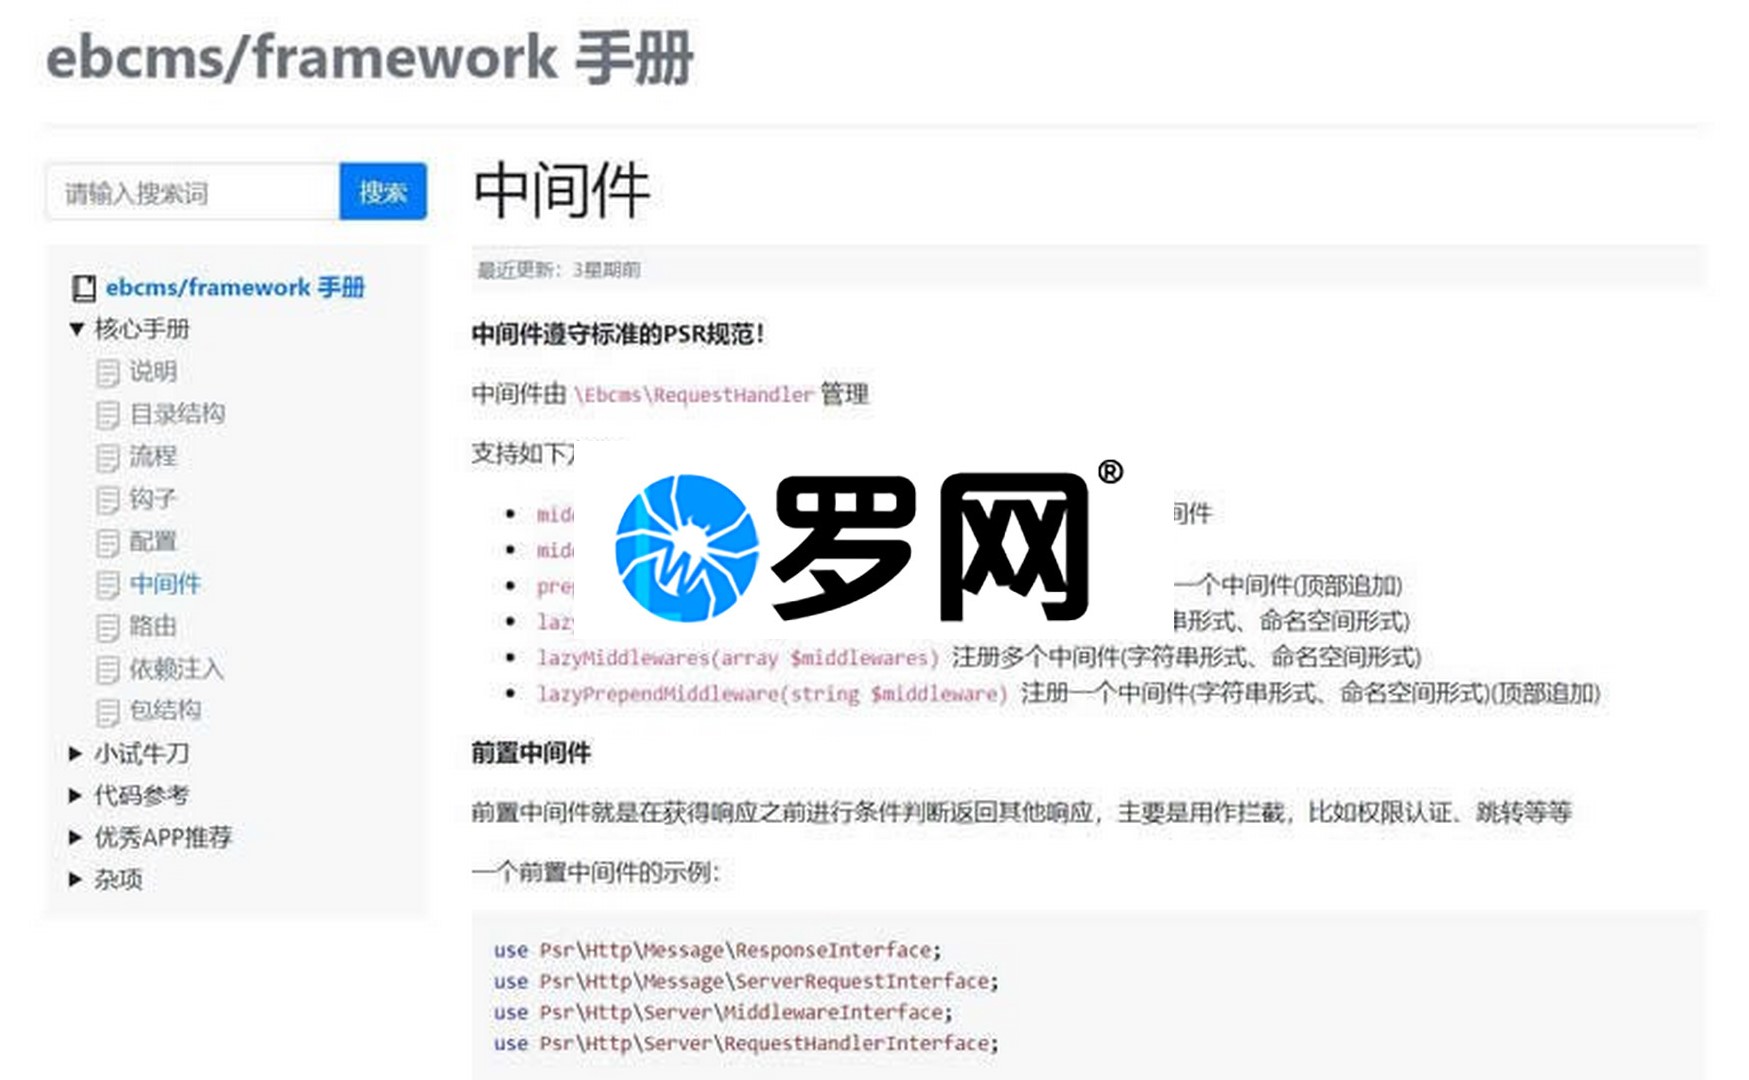 ebcms/framework 手册
请输入搜索词
搜索
ebcms/framework 手册
核心手册
说明
目录结构
流程
钩子
配置
中间件
路由
依赖注入
包结构
小试牛刀
代码参考
优秀APP推荐
杂项
中间件
最近更新：3星期前
中间件遵守标准的PSR规范！
中间件由 \Ebcms\RequestHandler 管理
支持如下
罗网®
间件
一个中间件(顶部追加)
串形式、命名空间形式)
lazyMiddlewares(array $middlewares) 注册多个中间件(字符串形式、命名空间形式)
lazyPrependMiddleware(string $middleware) 注册一个中间件(字符串形式、命名空间形式)(顶部追加)
前置中间件
前置中间件就是在获得响应之前进行条件判断返回其他响应，主要是用作拦截，比如权限认证、跳转等等
一个前置中间件的示例：
use Psr\Http\Message\ResponseInterface;
use Psr\Http\Message\ServerRequestInterface;
use Psr\Http\Server\MiddlewareInterface;
use Psr\Http\Server\RequestHandlerInterface;